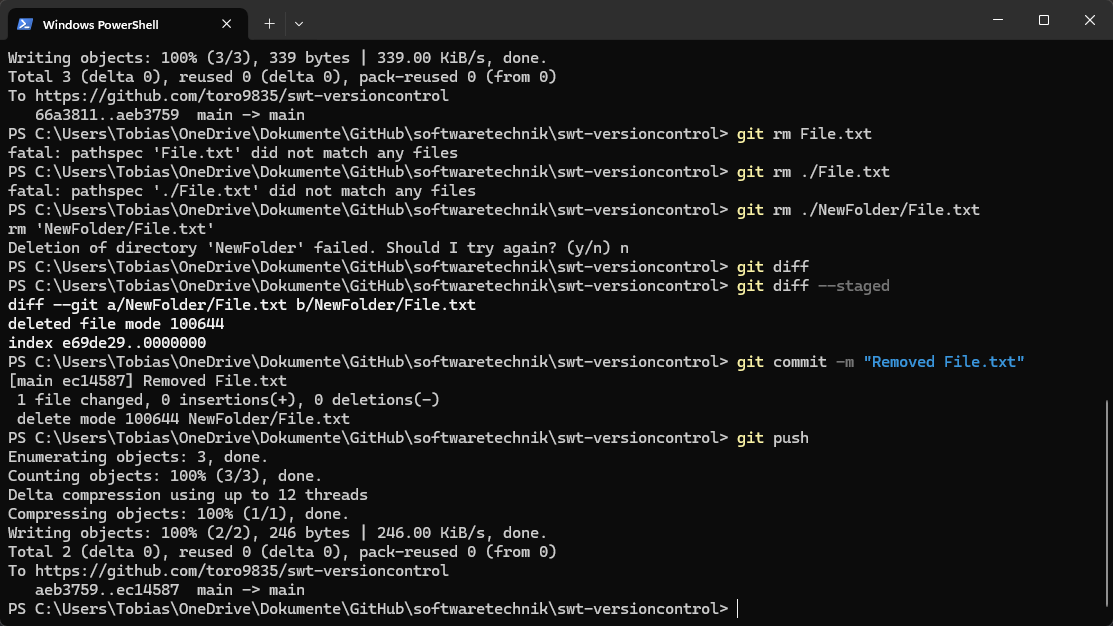 Windows PowerShell
Writing objects: 100% (3/3), 339 bytes | 339.00 KiB/s, done.
Total 3 (delta 0), reused 0 (delta 0), pack-reused 0 (from 0)
To https://github.com/toro9835/swt-versioncontrol
   66a3811..aeb3759  main -> main
PS C:\Users\Tobias\OneDrive\Dokumente\GitHub\softwaretechnik\swt-versioncontrol> git rm File.txt
fatal: pathspec 'File.txt' did not match any files
PS C:\Users\Tobias\OneDrive\Dokumente\GitHub\softwaretechnik\swt-versioncontrol> git rm ./File.txt
fatal: pathspec './File.txt' did not match any files
PS C:\Users\Tobias\OneDrive\Dokumente\GitHub\softwaretechnik\swt-versioncontrol> git rm ./NewFolder/File.txt
rm 'NewFolder/File.txt'
Deletion of directory 'NewFolder' failed. Should I try again? (y/n) n
PS C:\Users\Tobias\OneDrive\Dokumente\GitHub\softwaretechnik\swt-versioncontrol> git diff
PS C:\Users\Tobias\OneDrive\Dokumente\GitHub\softwaretechnik\swt-versioncontrol> git diff --staged
diff --git a/NewFolder/File.txt b/NewFolder/File.txt
deleted file mode 100644
index e69de29..0000000
PS C:\Users\Tobias\OneDrive\Dokumente\GitHub\softwaretechnik\swt-versioncontrol> git commit -m "Removed File.txt"
[main ec14587] Removed File.txt
 1 file changed, 0 insertions(+), 0 deletions(-)
 delete mode 100644 NewFolder/File.txt
PS C:\Users\Tobias\OneDrive\Dokumente\GitHub\softwaretechnik\swt-versioncontrol> git push
Enumerating objects: 3, done.
Counting objects: 100% (3/3), done.
Delta compression using up to 12 threads
Compressing objects: 100% (1/1), done.
Writing objects: 100% (2/2), 246 bytes | 246.00 KiB/s, done.
Total 2 (delta 0), reused 0 (delta 0), pack-reused 0 (from 0)
To https://github.com/toro9835/swt-versioncontrol
   aeb3759..ec14587  main -> main
PS C:\Users\Tobias\OneDrive\Dokumente\GitHub\softwaretechnik\swt-versioncontrol>